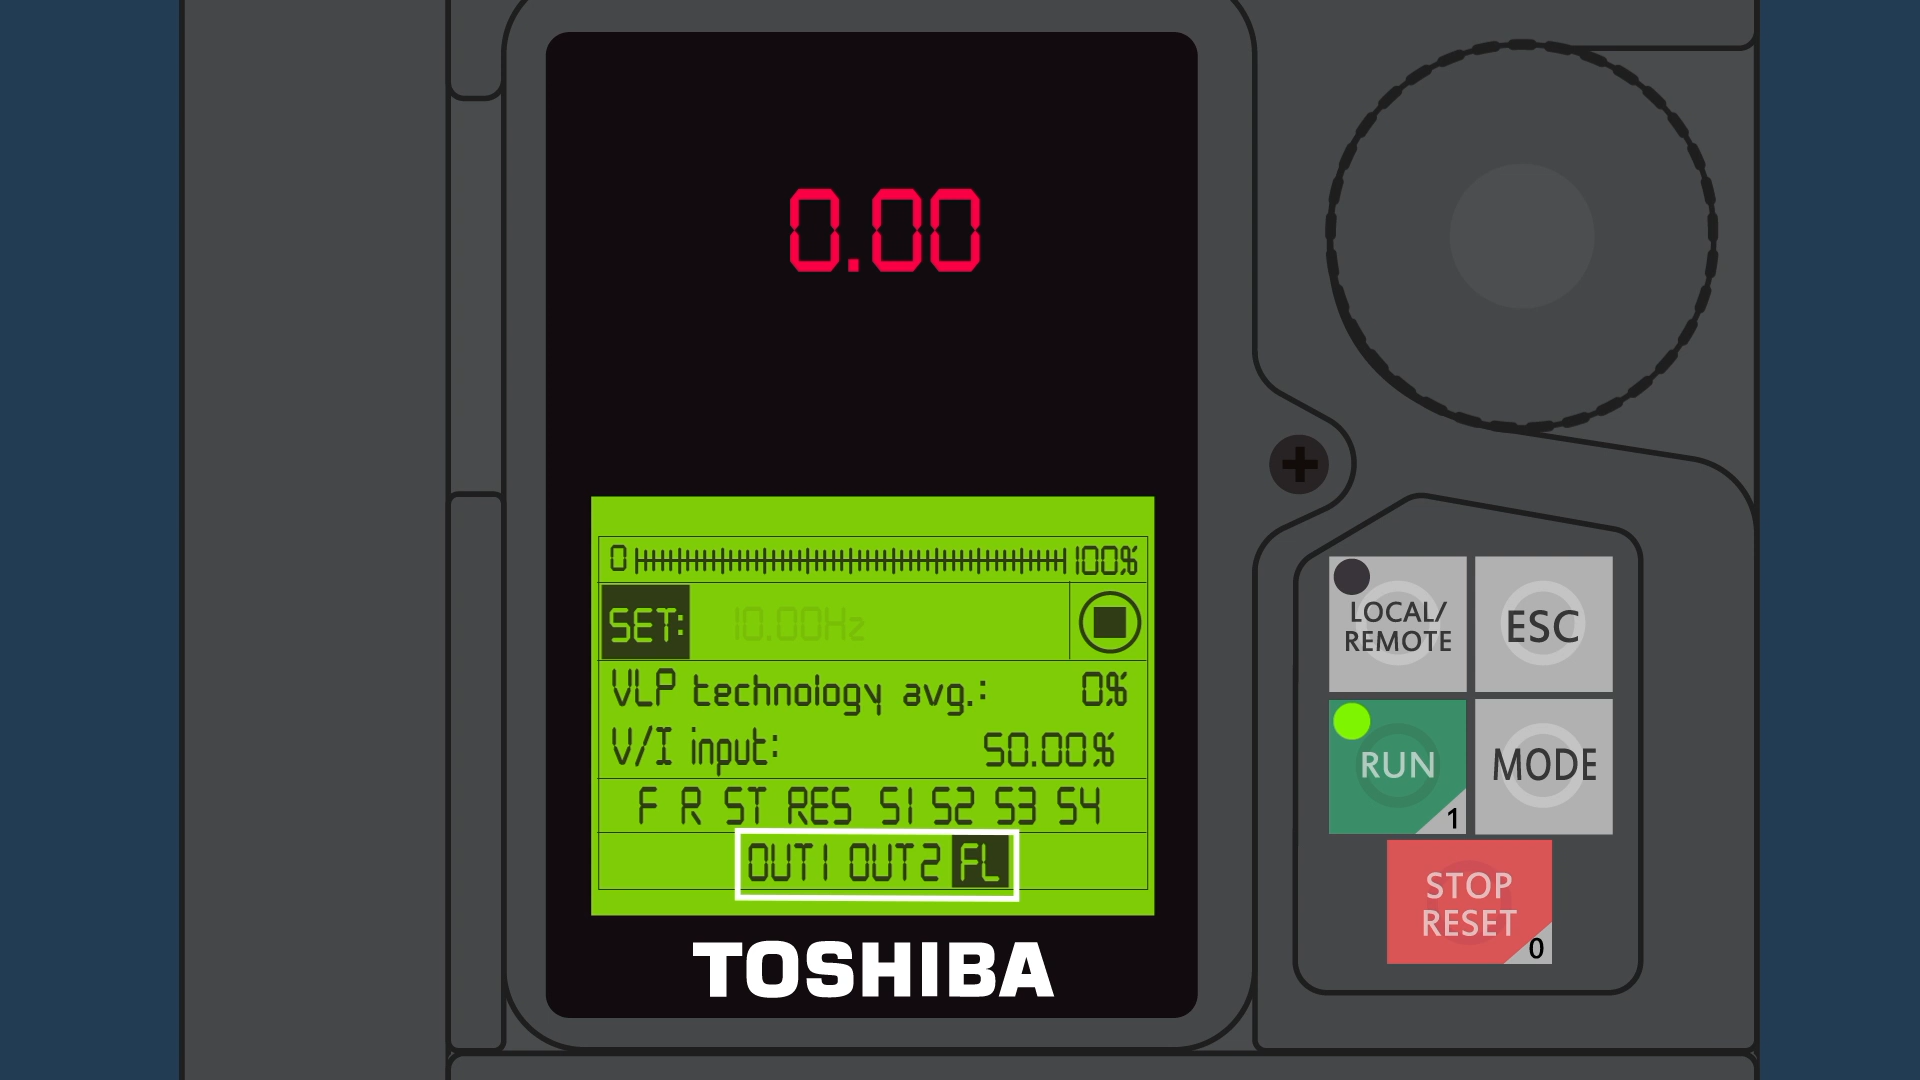 0.00
0 100%
SET: 10.00Hz
VLP technology avg.: 0%
V/I input: 50.00%
F R ST RES S1 S2 S3 S4
OUT1 OUT2 FL
TOSHIBA
LOCAL/
REMOTE
ESC
RUN
1
MODE
STOP
RESET
0